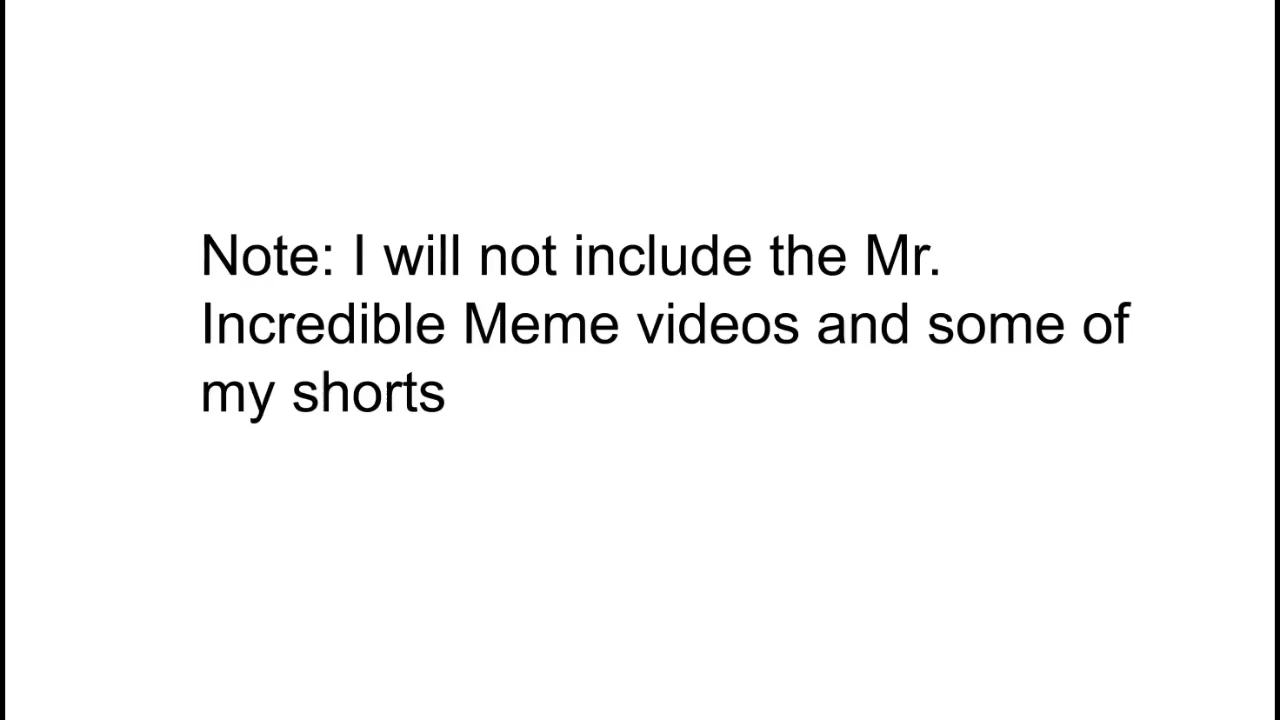 Note: I will not include the Mr.
Incredible Meme videos and some of
my shorts